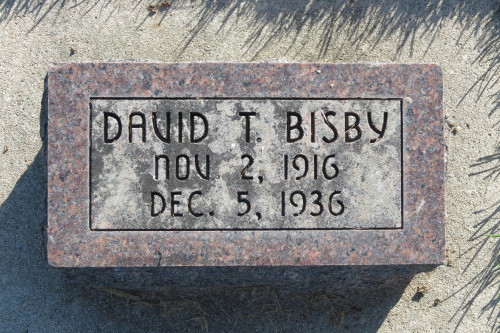 DAVID T. BISBY
NOV 2, 1916
DEC. 5, 1936